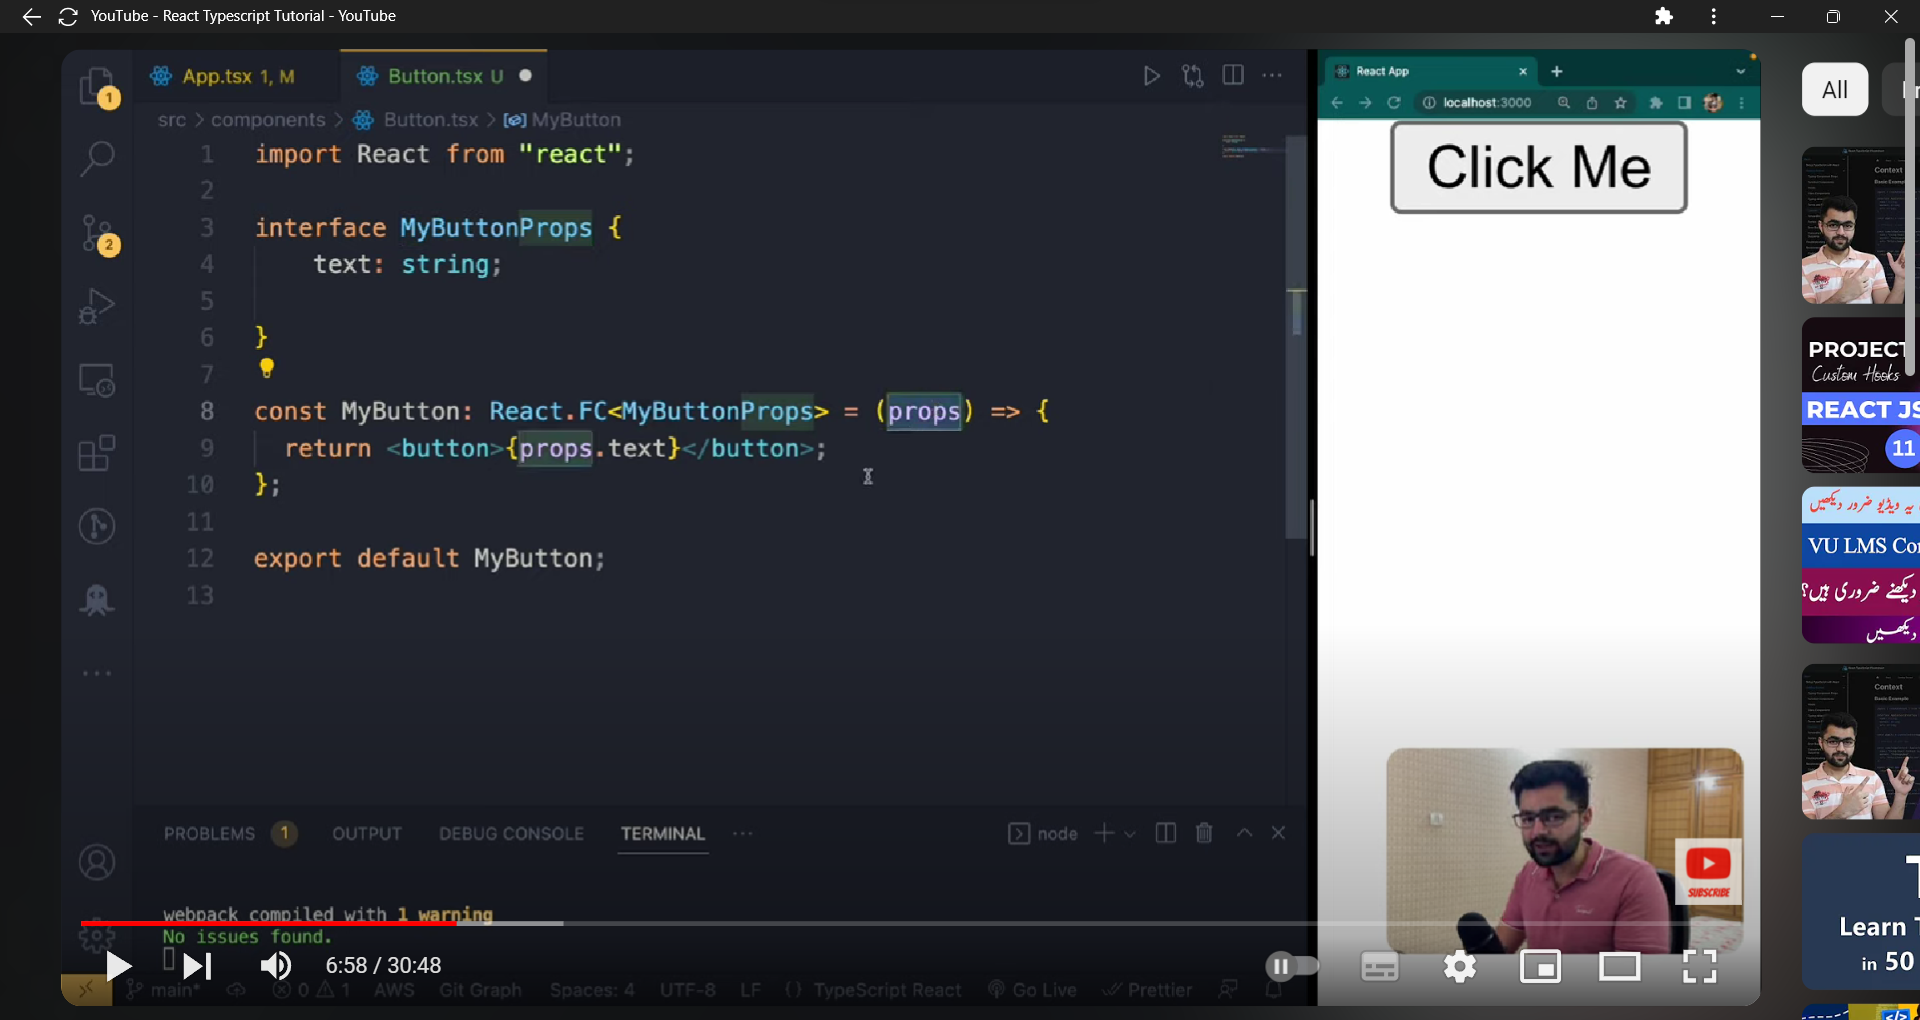 YouTube - React Typescript Tutorial - YouTube
App.tsx 1, M
Button.tsx U
src > components > Button.tsx > MyButton
1 import React from "react";
2
3 interface MyButtonProps {
4 text: string;
5
6 }
7
8 const MyButton: React.FC<MyButtonProps> = (props) => {
9 return <button>{props.text}</button>;
10 };
11
12 export default MyButton;
13
1
2
PROBLEMS 1 OUTPUT DEBUG CONSOLE TERMINAL ...
node
webpack compiled with 1 warning
No issues found.
6:58 / 30:48
main* 0 1 AWS Git Graph Spaces: 4 UTF-8 LF {} TypeScript React Go Live Prettier
React App
localhost:3000
Click Me
SUBSCRIBE
All
Context
PROJECT
Custom Hooks
REACT JS
11
یہ ویڈیو ضرور دیکھیں
VU LMS
دیکھنے ضروری ہیں؟
دیکھیں
Context
Basic Example
Learn
in 50